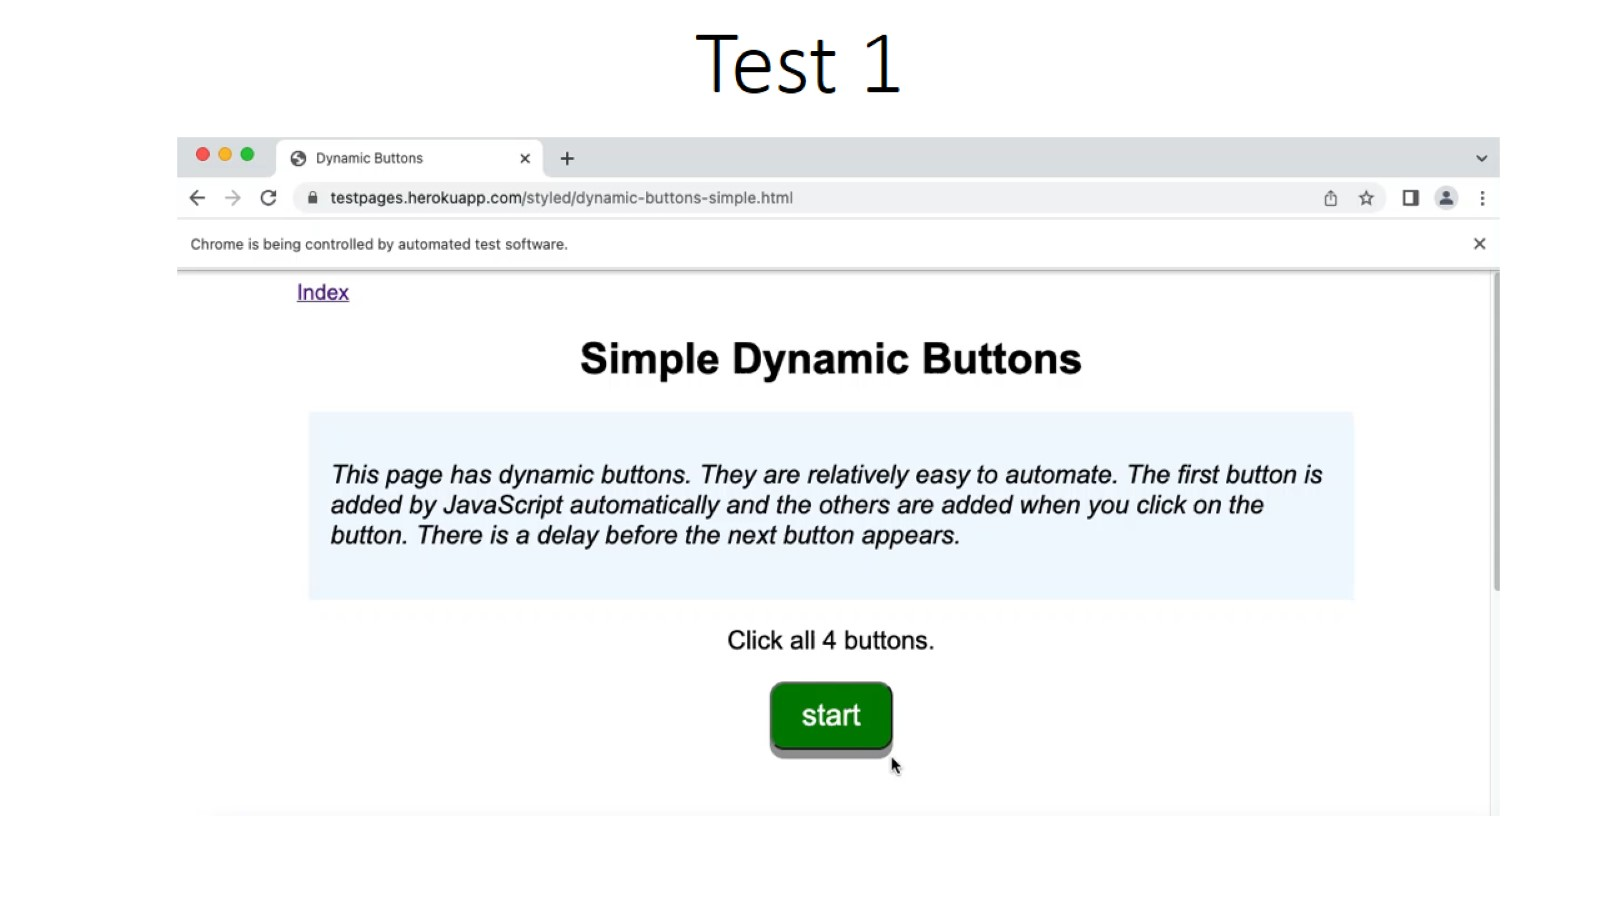 Test 1
Dynamic Buttons
testpages.herokuapp.com/styled/dynamic-buttons-simple.html
Chrome is being controlled by automated test software.
Index
Simple Dynamic Buttons
This page has dynamic buttons. They are relatively easy to automate. The first button is
added by JavaScript automatically and the others are added when you click on the
button. There is a delay before the next button appears.
Click all 4 buttons.
start